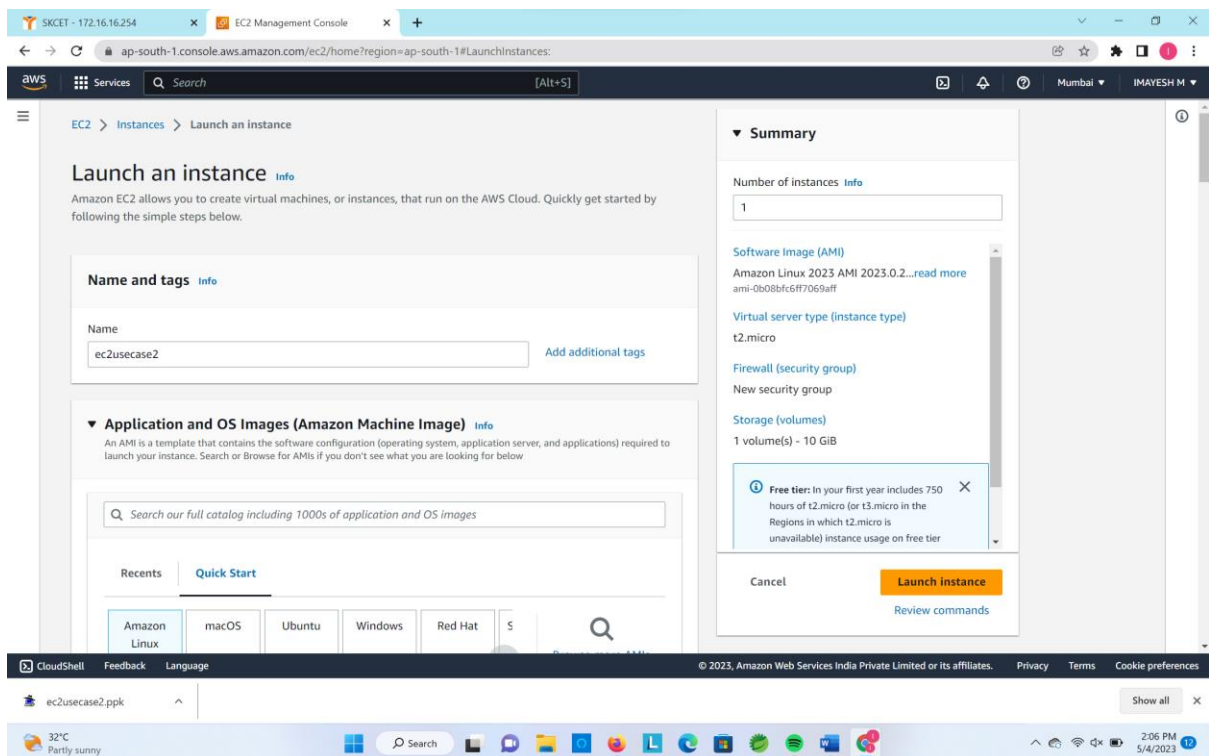 SKCET - 172.16.16.254
EC2 Management Console
ap-south-1.console.aws.amazon.com/ec2/home?region=ap-south-1#LaunchInstances:
aws
Services
Search
[Alt+S]
Mumbai
IMAYESH M
EC2
Instances
Launch an instance
Launch an instance Info
Amazon EC2 allows you to create virtual machines, or instances, that run on the AWS Cloud. Quickly get started by
following the simple steps below.
Name and tags Info
Name
ec2usecase2
Add additional tags
Application and OS Images (Amazon Machine Image) Info
An AMI is a template that contains the software configuration (operating system, application server, and applications) required to
launch your instance. Search or Browse for AMIs if you don't see what you are looking for below
Search our full catalog including 1000s of application and OS images
Recents
Quick Start
Amazon
Linux
macOS
Ubuntu
Windows
Red Hat
S
Summary
Number of instances Info
1
Software Image (AMI)
Amazon Linux 2023 AMI 2023.0.2...read more
ami-0b08bfc6ff7069aff
Virtual server type (instance type)
t2.micro
Firewall (security group)
New security group
Storage (volumes)
1 volume(s) - 10 GiB
Free tier: In your first year includes 750
hours of t2.micro (or t3.micro in the
Regions in which t2.micro is
unavailable) instance usage on free tier
Cancel
Launch instance
Review commands
CloudShell
Feedback
Language
© 2023, Amazon Web Services India Private Limited or its affiliates.
Privacy
Terms
Cookie preferences
ec2usecase2.ppk
Show all
32°C
Partly sunny
Search
2:06 PM
5/4/2023
12